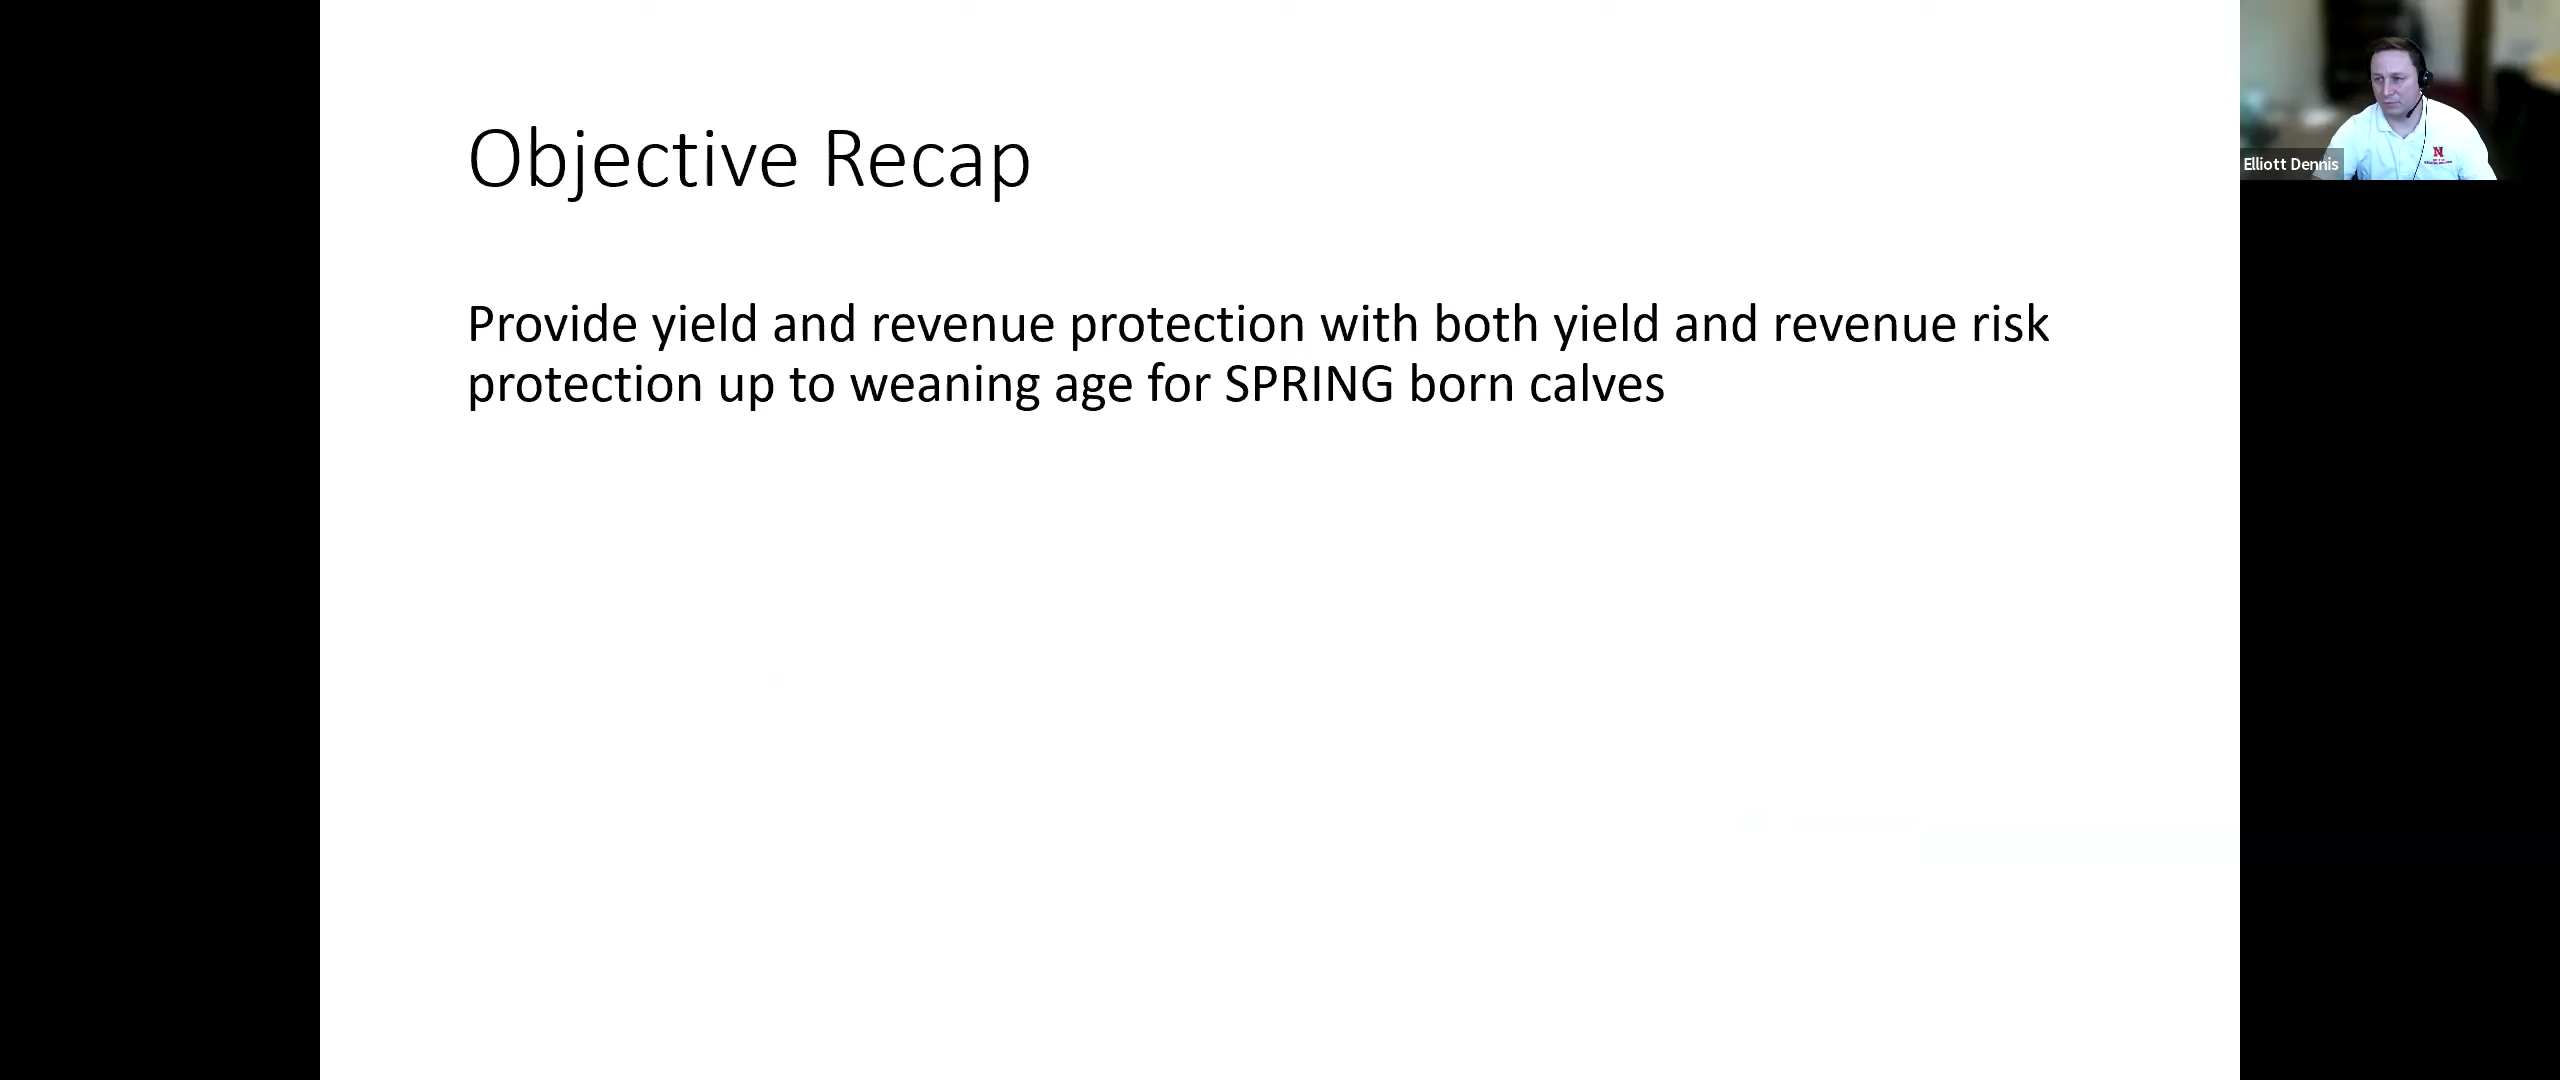 Objective Recap
Provide yield and revenue protection with both yield and revenue risk
protection up to weaning age for SPRING born calves
Elliott Dennis
N